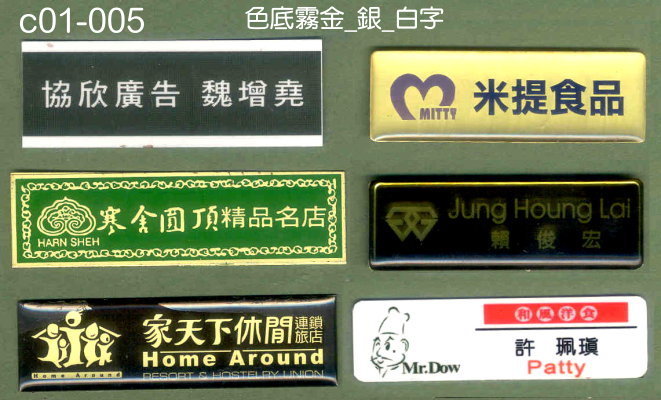 c01-005
色底霧金_銀_白字
協欣廣告 魏增堯
MITTY
米提食品
HARN SHEH
寒舍圓頂精品名店
Jung Houng Lai
賴俊宏
Home Around
家天下休閒連鎖旅店
Home Around
RESORT & HOSTELRY UNION
和風洋食
Mr.Dow
許珮瑱
Patty